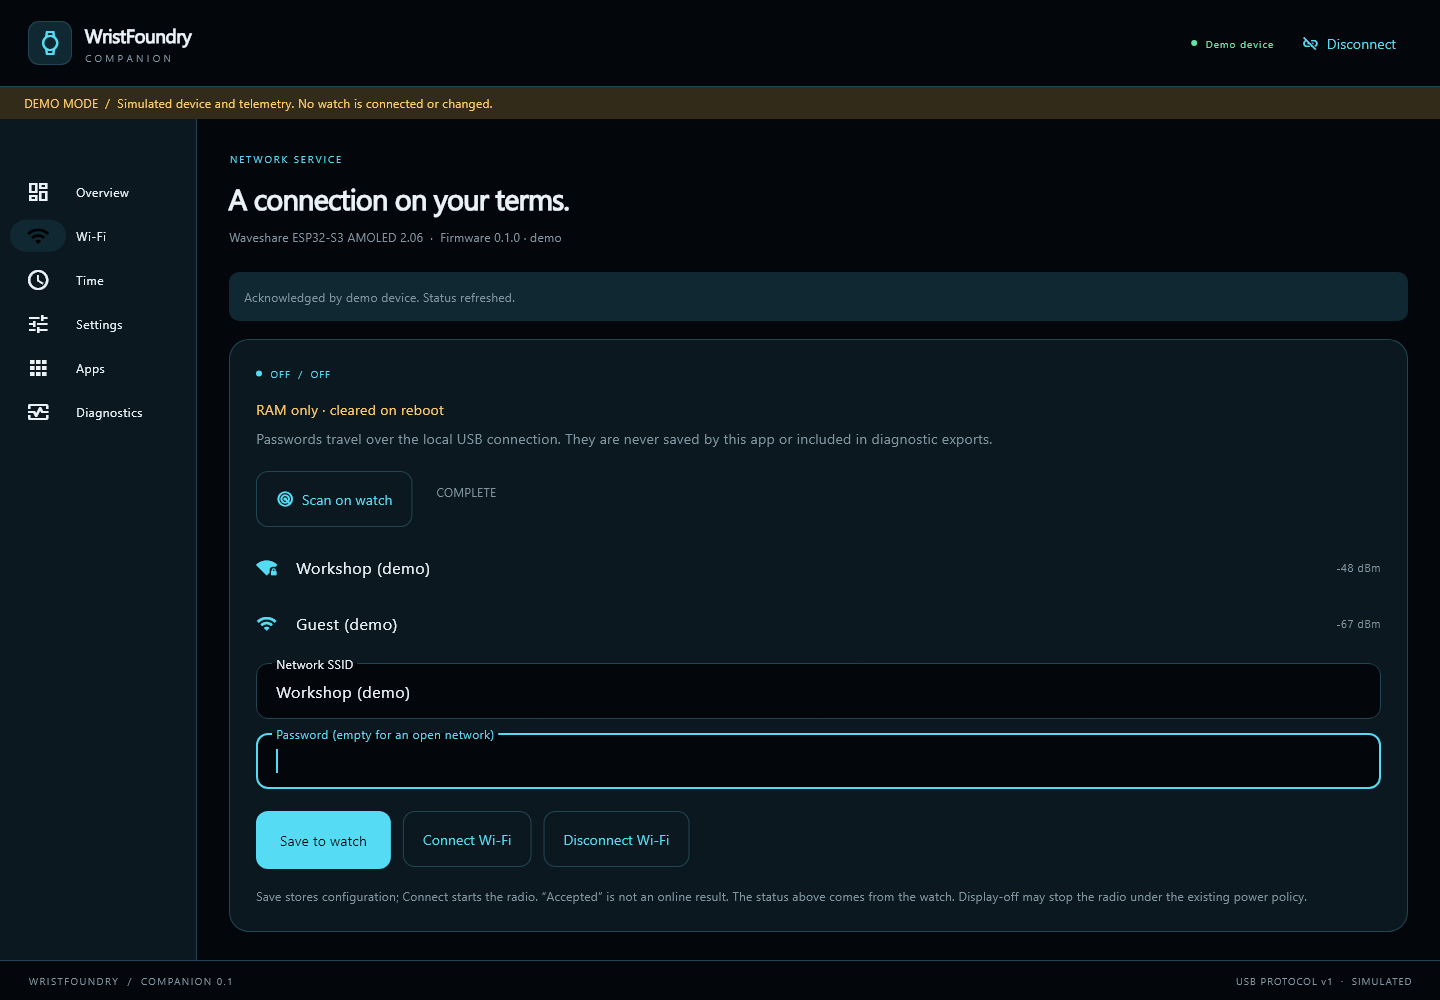 WristFoundry
COMPANION
Demo device
Disconnect
DEMO MODE / Simulated device and telemetry. No watch is connected or changed.
Overview
Wi-Fi
Time
Settings
Apps
Diagnostics
NETWORK SERVICE
A connection on your terms.
Waveshare ESP32-S3 AMOLED 2.06 · Firmware 0.1.0 · demo
Acknowledged by demo device. Status refreshed.
OFF / OFF
RAM only · cleared on reboot
Passwords travel over the local USB connection. They are never saved by this app or included in diagnostic exports.
Scan on watch
COMPLETE
Workshop (demo)
-48 dBm
Guest (demo)
-67 dBm
Network SSID
Workshop (demo)
Password (empty for an open network)
Save to watch
Connect Wi-Fi
Disconnect Wi-Fi
Save stores configuration; Connect starts the radio. “Accepted” is not an online result. The status above comes from the watch. Display-off may stop the radio under the existing power policy.
WRISTFOUNDRY / COMPANION 0.1
USB PROTOCOL v1 · SIMULATED